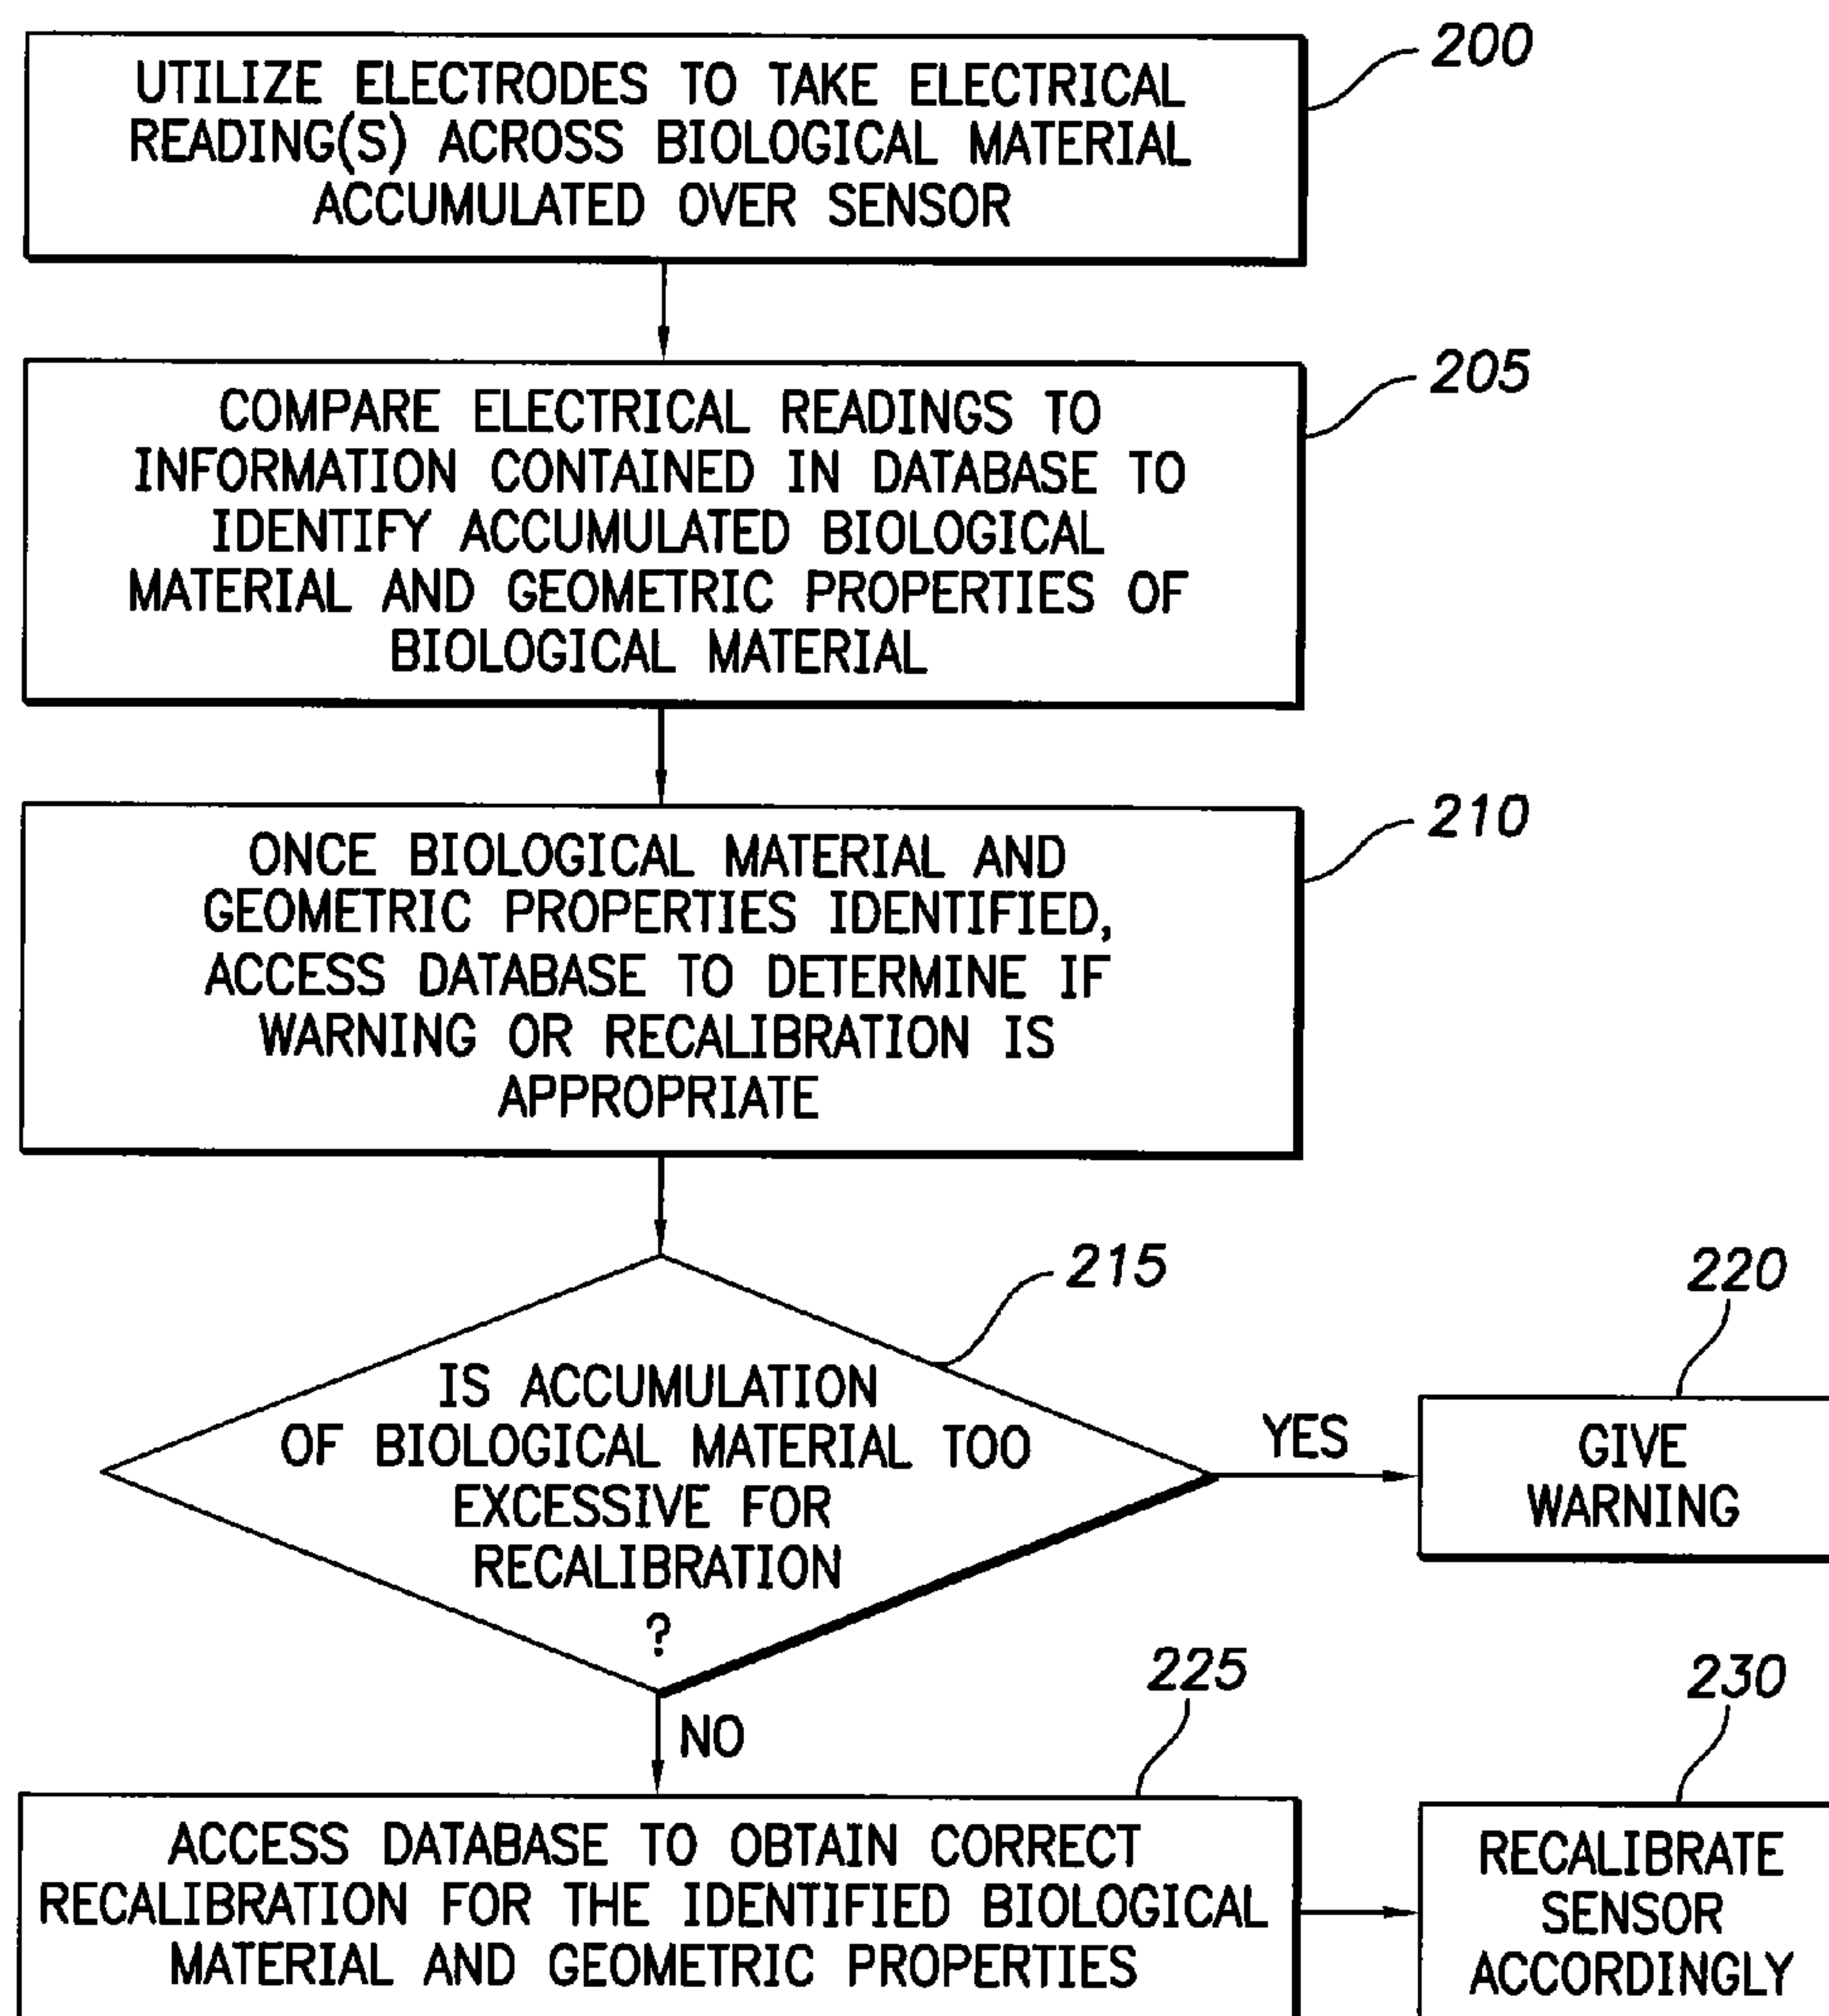 200
UTILIZE ELECTRODES TO TAKE ELECTRICAL
READING(S) ACROSS BIOLOGICAL MATERIAL
ACCUMULATED OVER SENSOR
205
COMPARE ELECTRICAL READINGS TO
INFORMATION CONTAINED IN DATABASE TO
IDENTIFY ACCUMULATED BIOLOGICAL
MATERIAL AND GEOMETRIC PROPERTIES OF
BIOLOGICAL MATERIAL
210
ONCE BIOLOGICAL MATERIAL AND
GEOMETRIC PROPERTIES IDENTIFIED,
ACCESS DATABASE TO DETERMINE IF
WARNING OR RECALIBRATION IS
APPROPRIATE
215
IS ACCUMULATION
OF BIOLOGICAL MATERIAL TOO
EXCESSIVE FOR
RECALIBRATION
?
YES
220
GIVE
WARNING
NO
225
ACCESS DATABASE TO OBTAIN CORRECT
RECALIBRATION FOR THE IDENTIFIED BIOLOGICAL
MATERIAL AND GEOMETRIC PROPERTIES
230
RECALIBRATE
SENSOR
ACCORDINGLY